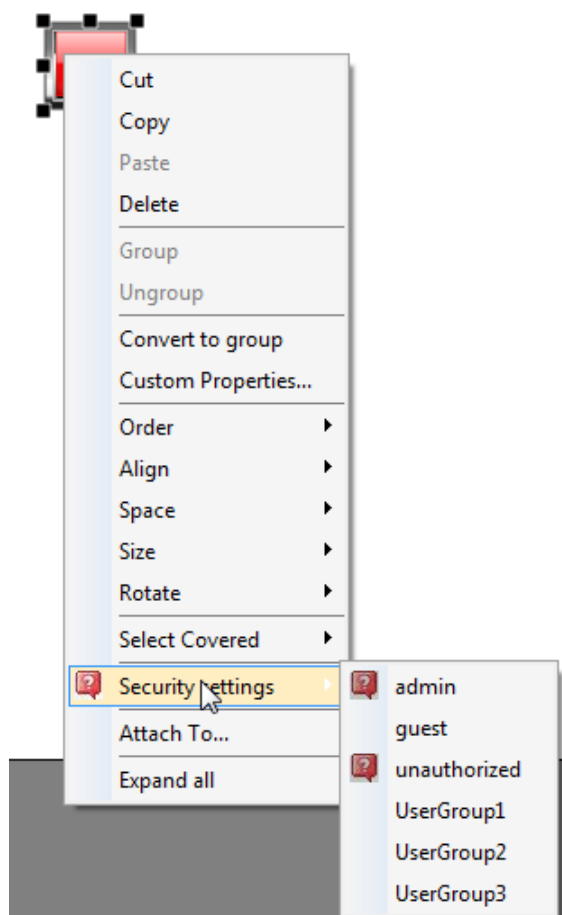 Cut
Copy
Paste
Delete
Group
Ungroup
Convert to group
Custom Properties...
Order
Align
Space
Size
Rotate
Select Covered
Security settings
Attach To...
Expand all
admin
guest
unauthorized
UserGroup1
UserGroup2
UserGroup3